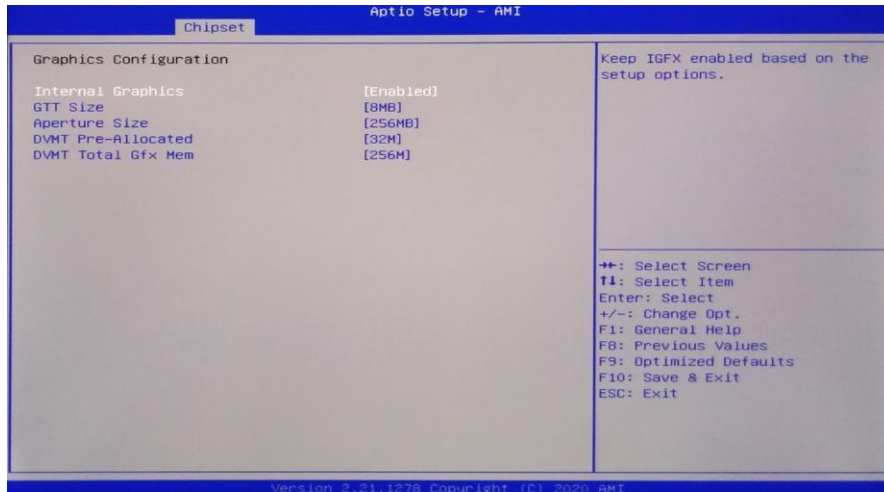 Aptio Setup - AMI
Chipset
Graphics Configuration
Internal Graphics [Enabled]
GTT Size [8MB]
Aperture Size [256MB]
DVMT Pre-Allocated [32M]
DVMT Total Gfx Mem [256M]
Keep IGFX enabled based on the
setup options.
→←: Select Screen
↑↓: Select Item
Enter: Select
+/-: Change Opt.
F1: General Help
F8: Previous Values
F9: Optimized Defaults
F10: Save & Exit
ESC: Exit
Version 2.21.1278 Copyright (C) 2020 AMI